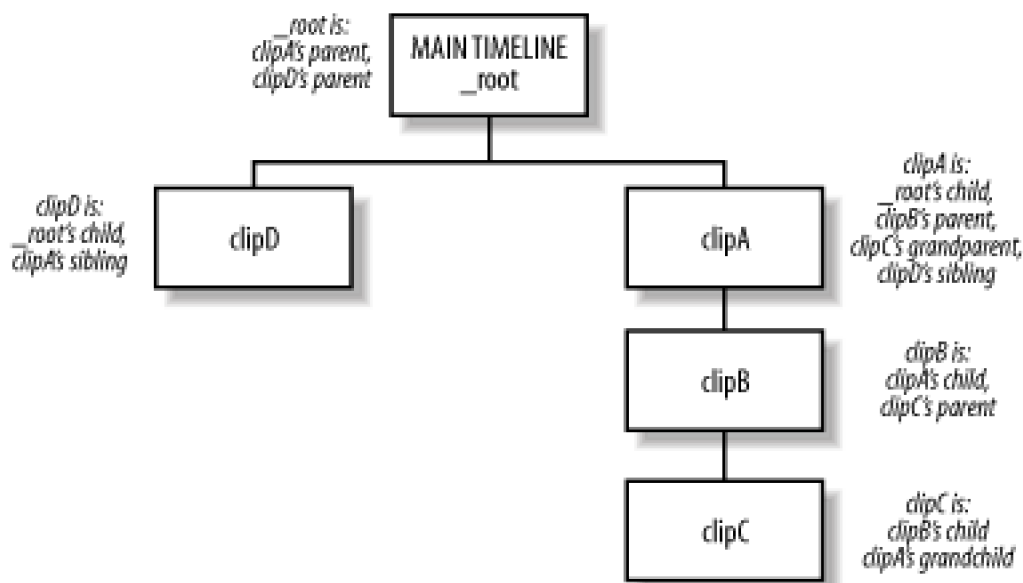 _root is:
clipA's parent,
clipD's parent
MAIN TIMELINE
_root
clipD is:
_root's child,
clipA's sibling
clipD
clipA
clipA is:
_root's child,
clipB's parent,
clipC's grandparent,
clipD's sibling
clipB
clipB is:
clipA's child,
clipC's parent
clipC
clipC is:
clipB's child
clipA's grandchild